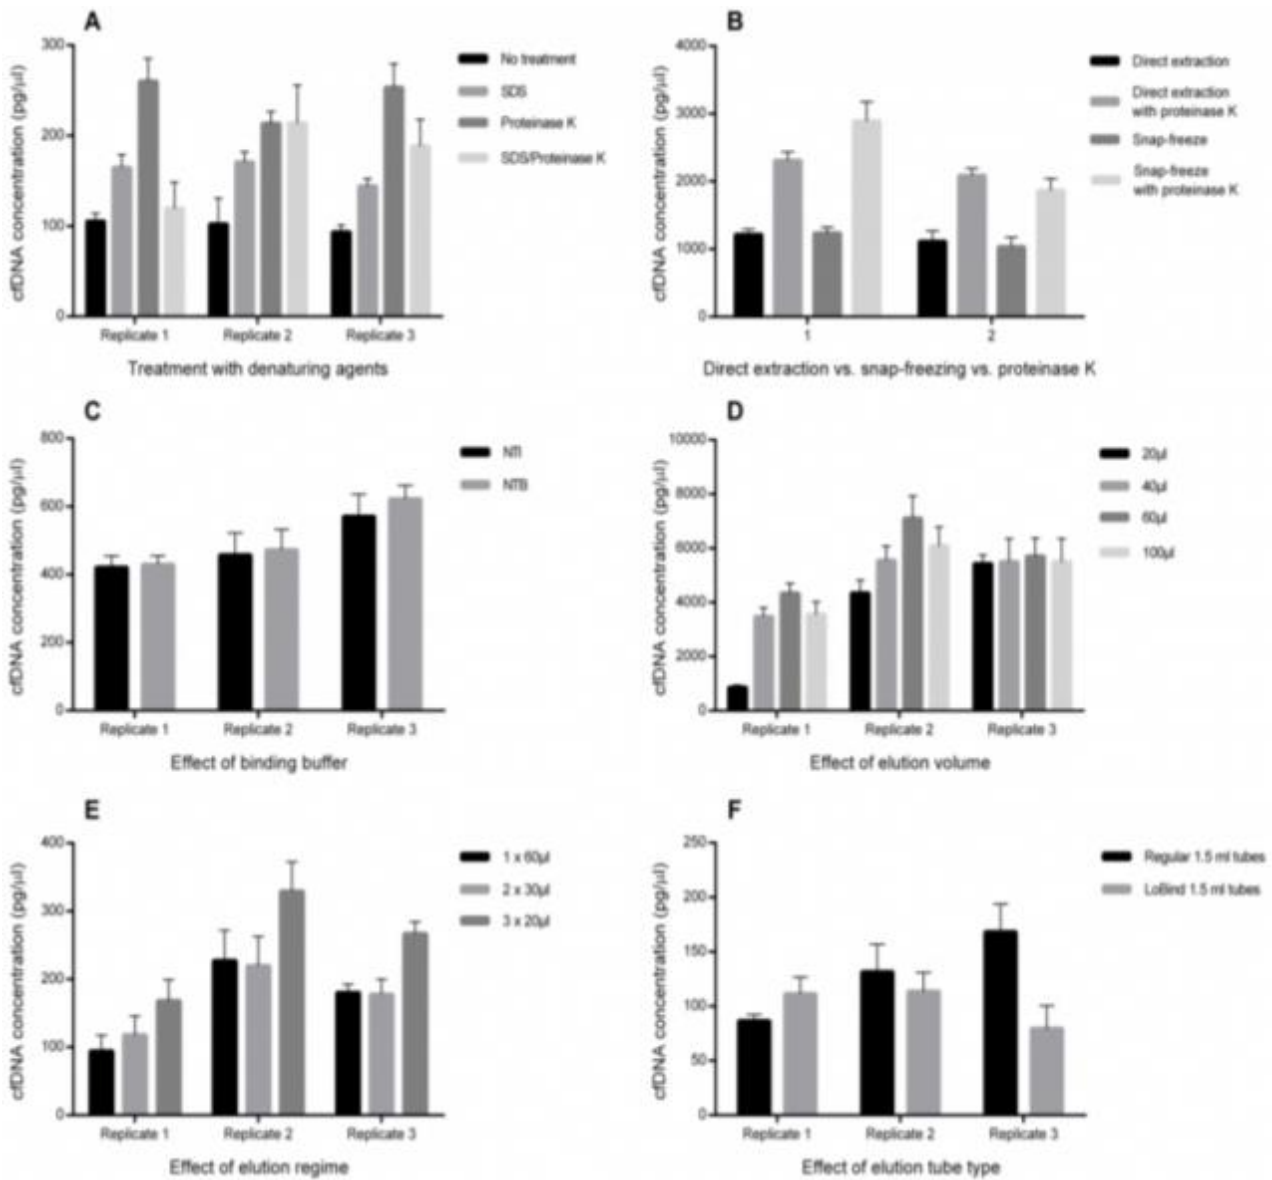 A
cfDNA concentration (pg/µl)
300
200
100
0
Replicate 1
Replicate 2
Replicate 3
Treatment with denaturing agents
No treatment
SDS
Proteinase K
SDS/Proteinase K
B
cfDNA concentration (pg/µl)
4000
3000
2000
1000
0
1
2
Direct extraction vs. snap-freezing vs. proteinase K
Direct extraction
Direct extraction
with proteinase K
Snap-freeze
Snap-freeze
with proteinase K
C
cfDNA concentration (pg/µl)
800
600
400
200
0
Replicate 1
Replicate 2
Replicate 3
Effect of binding buffer
NTI
NTB
D
cfDNA concentration (pg/µl)
10000
8000
6000
4000
2000
0
Replicate 1
Replicate 2
Replicate 3
Effect of elution volume
20µl
40µl
60µl
100µl
E
cfDNA concentration (pg/µl)
400
300
200
100
0
Replicate 1
Replicate 2
Replicate 3
Effect of elution regime
1 x 60µl
2 x 30µl
3 x 20µl
F
cfDNA concentration (pg/µl)
250
200
150
100
50
0
Replicate 1
Replicate 2
Replicate 3
Effect of elution tube type
Regular 1.5 ml tubes
LoBind 1.5 ml tubes